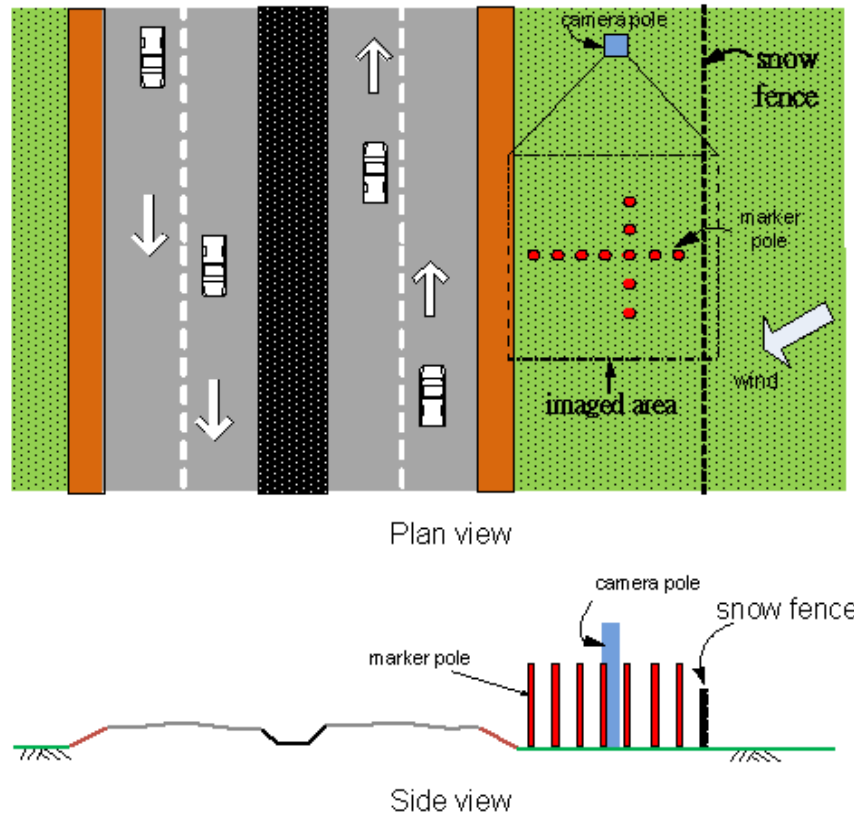 camera pole
snow
fence
marker
pole
wind
imaged area
Plan view
camera pole
snow fence
marker pole
Side view